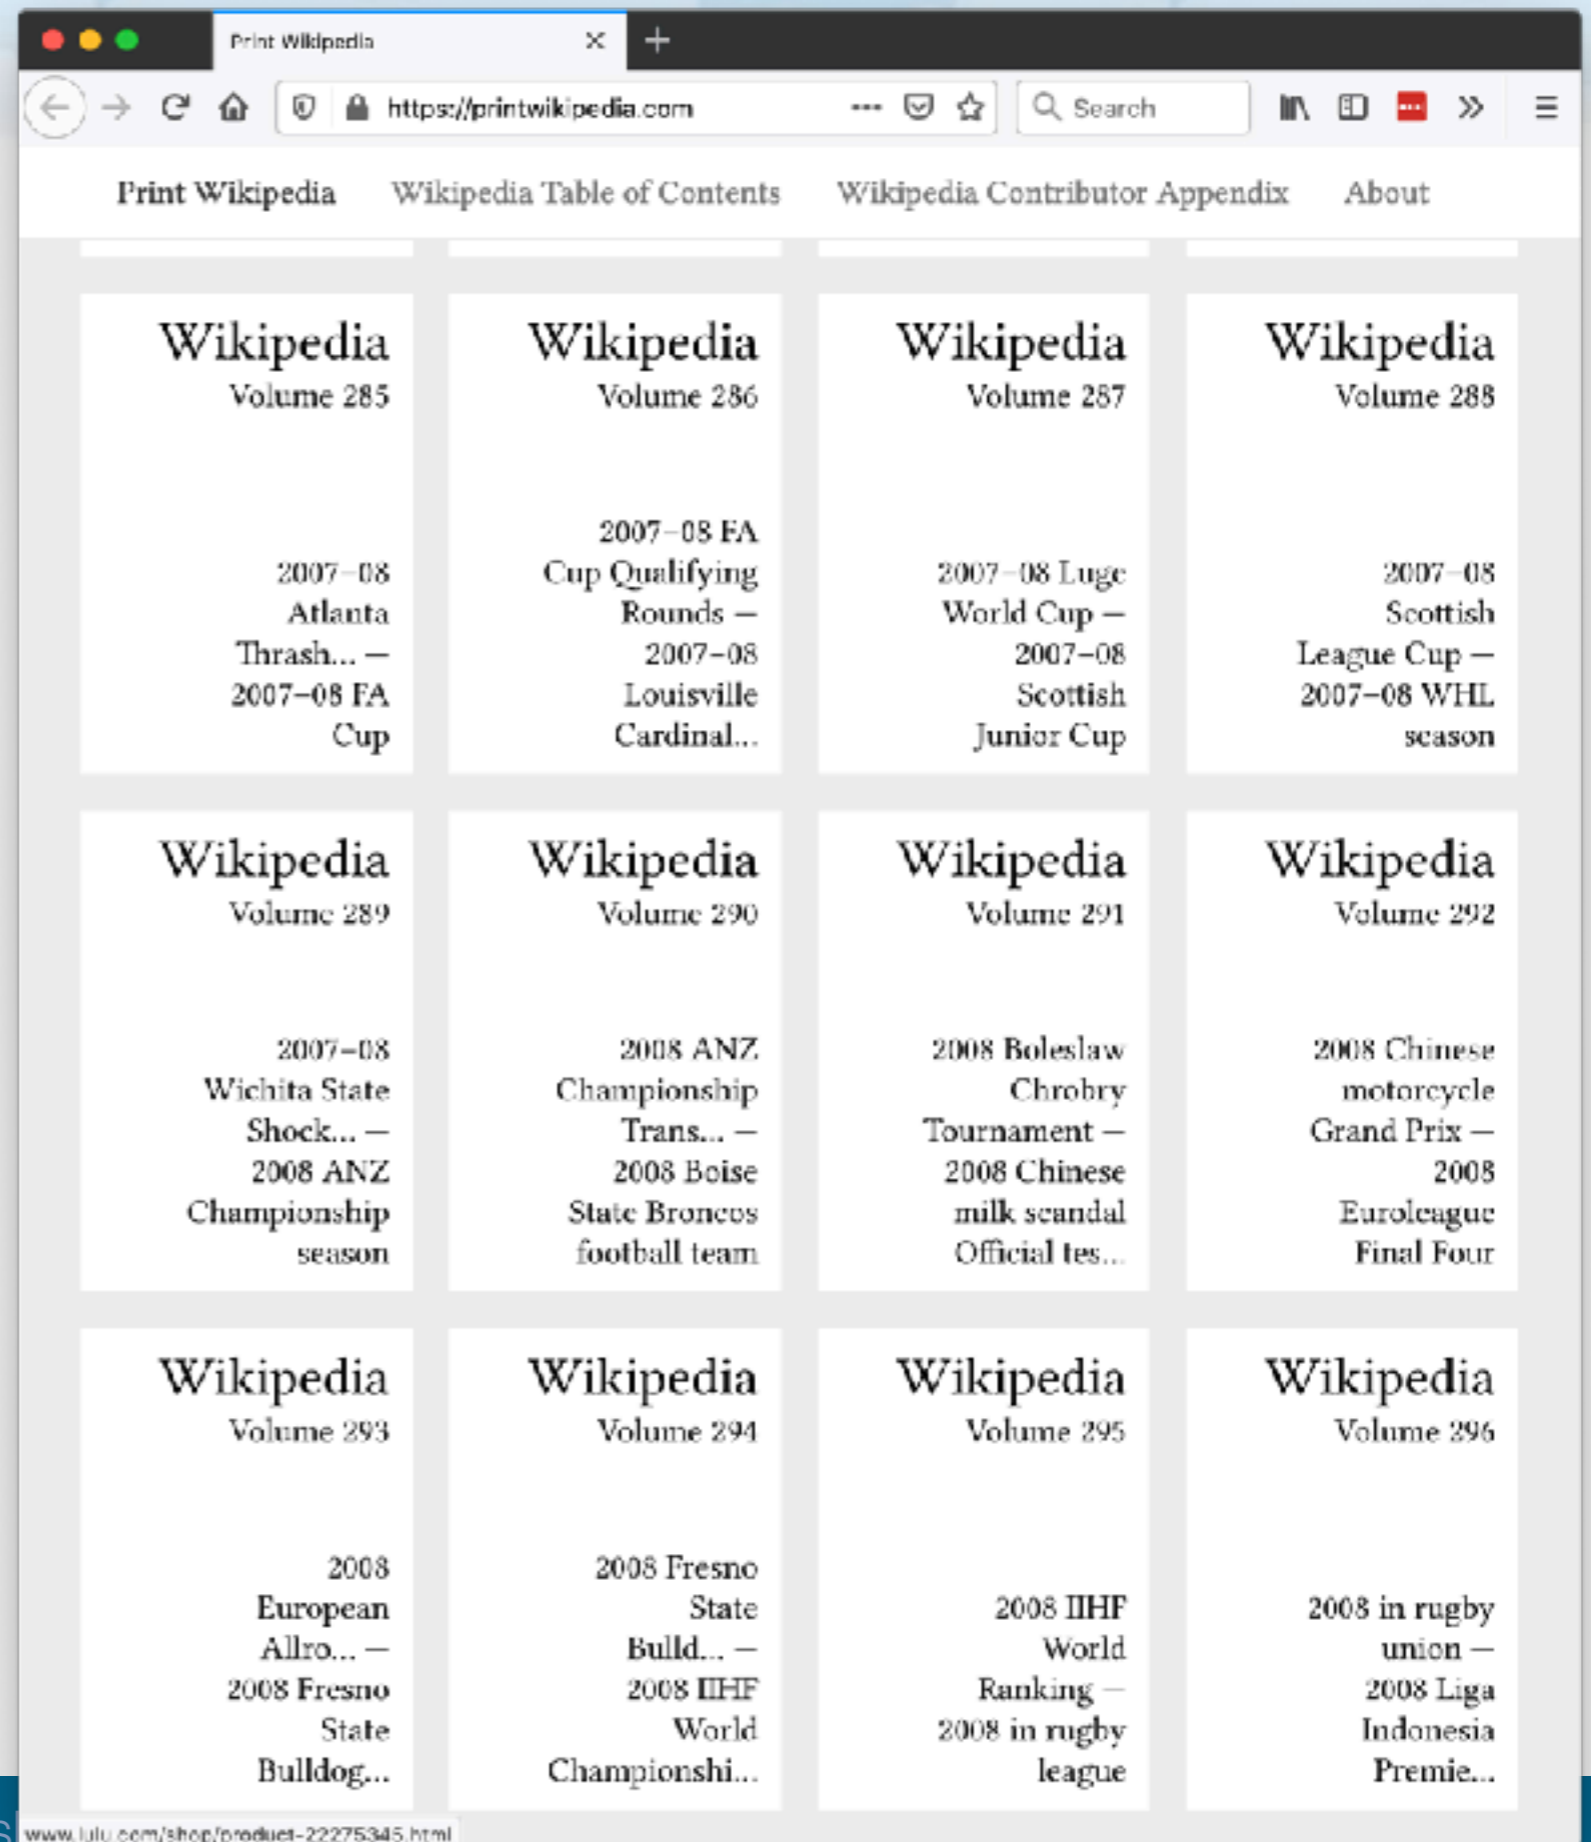 Print Wikipedia
https://printwikipedia.com
Search
Print Wikipedia Wikipedia Table of Contents Wikipedia Contributor Appendix About
Wikipedia
Volume 285
2007–08
Atlanta
Thrash... —
2007–08 FA
Cup
Wikipedia
Volume 286
2007–08 FA
Cup Qualifying
Rounds —
2007–08
Louisville
Cardinal...
Wikipedia
Volume 287
2007–08 Luge
World Cup —
2007–08
Scottish
Junior Cup
Wikipedia
Volume 288
2007–08
Scottish
League Cup —
2007–08 WHL
season
Wikipedia
Volume 289
2007–08
Wichita State
Shock... —
2008 ANZ
Championship
season
Wikipedia
Volume 290
2008 ANZ
Championship
Trans... —
2008 Boise
State Broncos
football team
Wikipedia
Volume 291
2008 Boleslaw
Chrobry
Tournament —
2008 Chinese
milk scandal
Official tes...
Wikipedia
Volume 292
2008 Chinese
motorcycle
Grand Prix —
2008
Euroleague
Final Four
Wikipedia
Volume 293
2008
European
Allro... —
2008 Fresno
State
Bulldog...
Wikipedia
Volume 294
2008 Fresno
State
Bulld... —
2008 IIHF
World
Championshi...
Wikipedia
Volume 295
2008 IIHF
World
Ranking —
2008 in rugby
league
Wikipedia
Volume 296
2008 in rugby
union —
2008 Liga
Indonesia
Premie...
www.lulu.com/shop/product-22275345.html